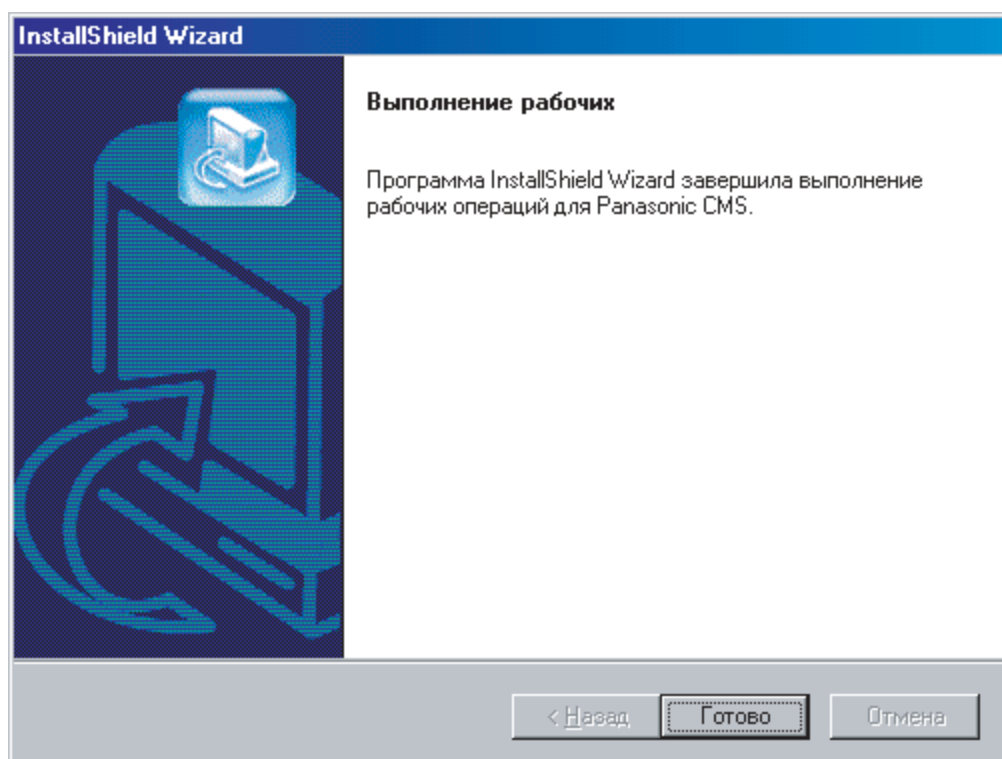 InstallShield Wizard
Выполнение рабочих
Программа InstallShield Wizard завершила выполнение
рабочих операций для Panasonic CMS.
< Назад
Готово
Отмена